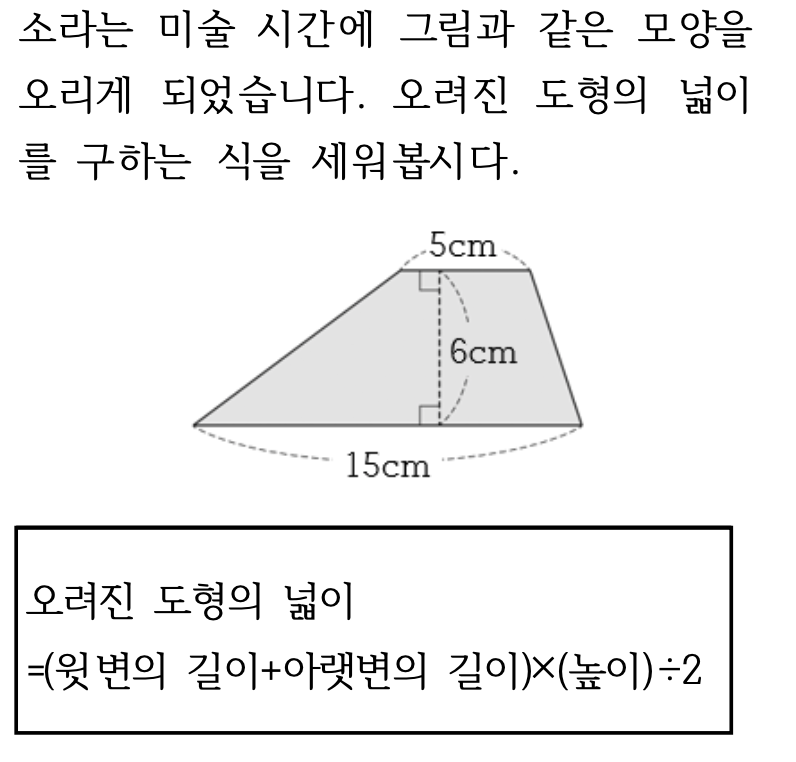 소라는 미술 시간에 그림과 같은 모양을
오리게 되었습니다. 오려진 도형의 넓이
를 구하는 식을 세워봅시다.
5cm
6cm
15cm
오려진 도형의 넓이
=(윗변의 길이+아랫변의 길이)×(높이)÷2